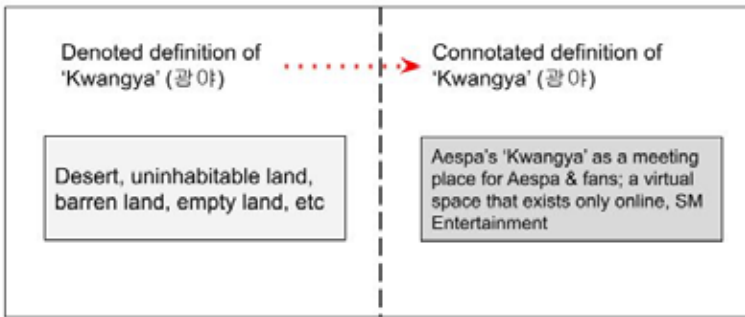 Denoted definition of
‘Kwangya’ (광야)
Desert, uninhabitable land,
barren land, empty land, etc
Connotated definition of
‘Kwangya’ (광야)
Aespa’s ‘Kwangya’ as a meeting
place for Aespa & fans; a virtual
space that exists only online, SM
Entertainment